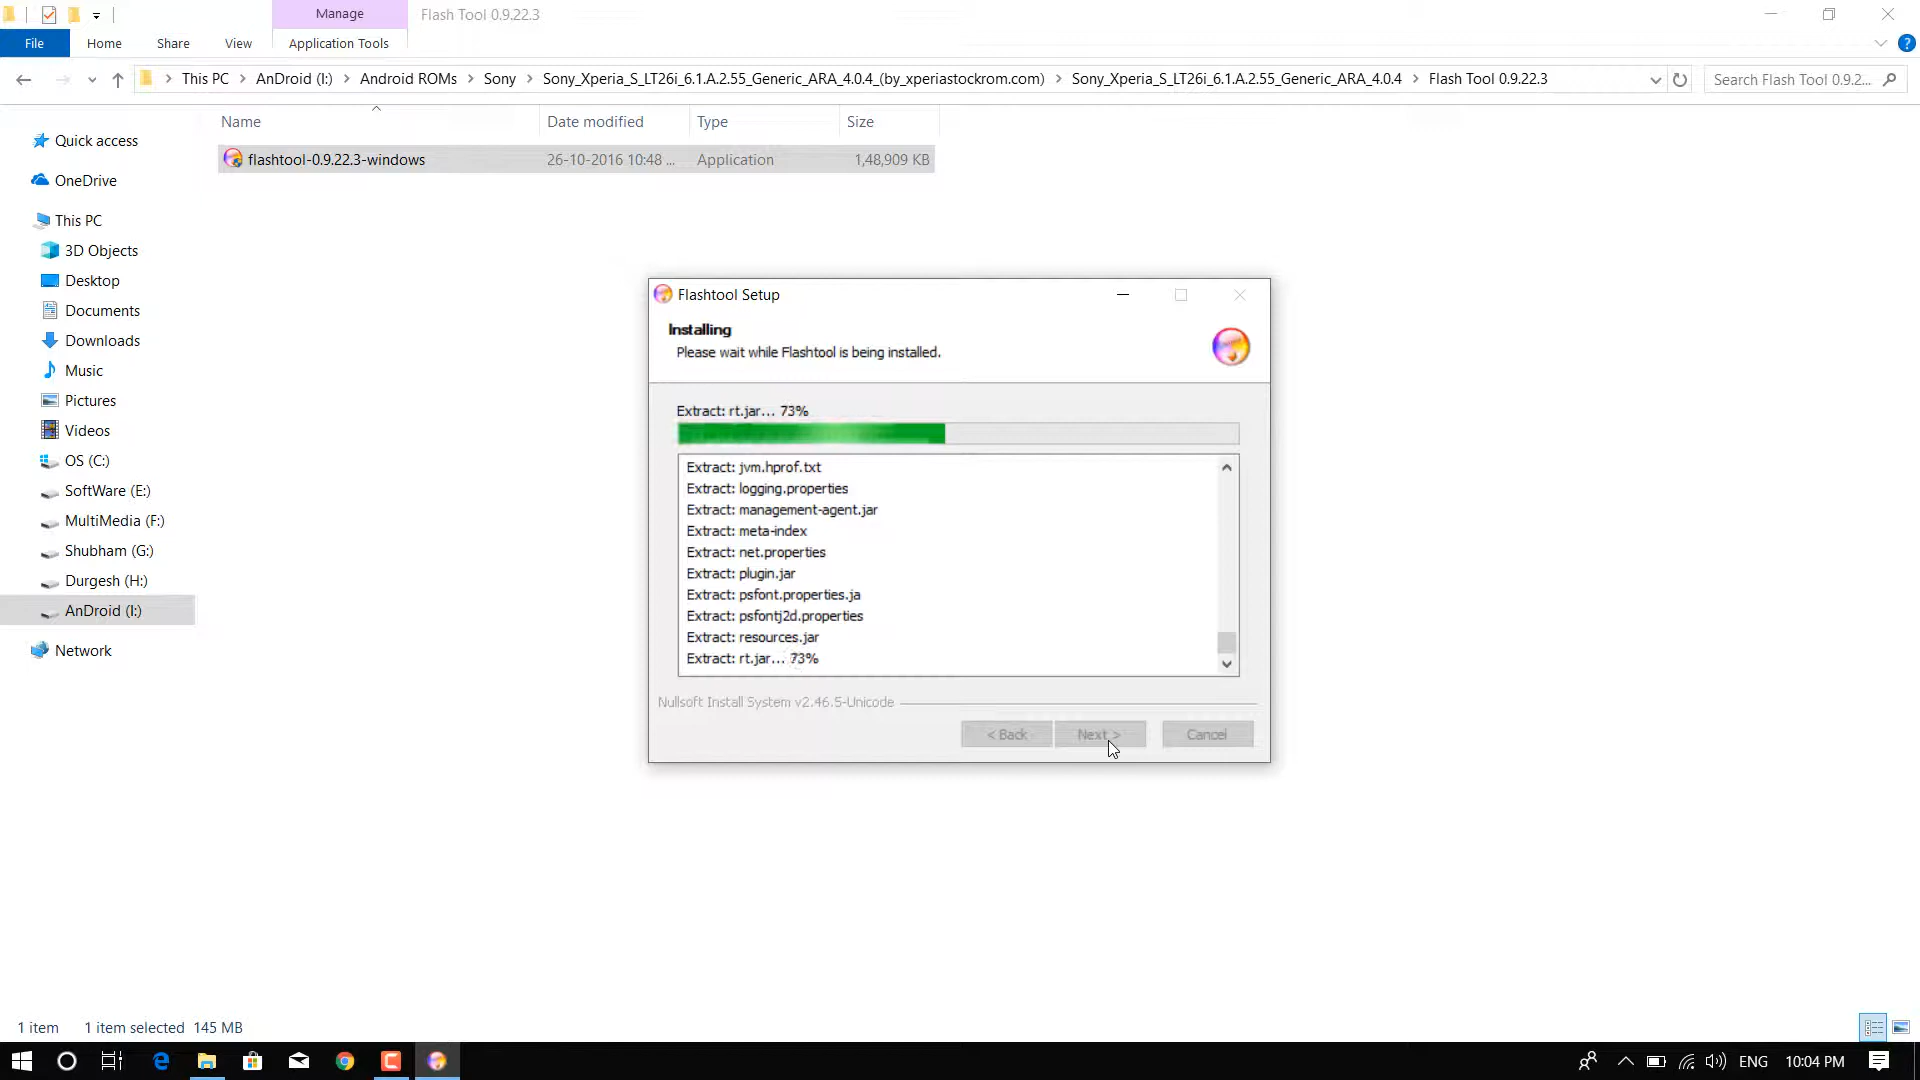 Manage
Flash Tool 0.9.22.3
File
Home
Share
View
Application Tools
This PC
AnDroid (I:)
Android ROMs
Sony
Sony_Xperia_S_LT26i_6.1.A.2.55_Generic_ARA_4.0.4_(by_xperiastockrom.com)
Sony_Xperia_S_LT26i_6.1.A.2.55_Generic_ARA_4.0.4
Flash Tool 0.9.22.3
Search Flash Tool 0.9.2...
Name
Date modified
Type
Size
flashtool-0.9.22.3-windows
26-10-2016 10:48 ...
Application
1,48,909 KB
Quick access
OneDrive
This PC
3D Objects
Desktop
Documents
Downloads
Music
Pictures
Videos
OS (C:)
SoftWare (E:)
MultiMedia (F:)
Shubham (G:)
Durgesh (H:)
AnDroid (I:)
Network
Flashtool Setup
Installing
Please wait while Flashtool is being installed.
Extract: rt.jar... 73%
Extract: jvm.hprof.txt
Extract: logging.properties
Extract: management-agent.jar
Extract: meta-index
Extract: net.properties
Extract: plugin.jar
Extract: psfont.properties.ja
Extract: psfontj2d.properties
Extract: resources.jar
Extract: rt.jar... 73%
Nullsoft Install System v2.46.5-Unicode
< Back
Next >
Cancel
1 item
1 item selected
145 MB
ENG
10:04 PM